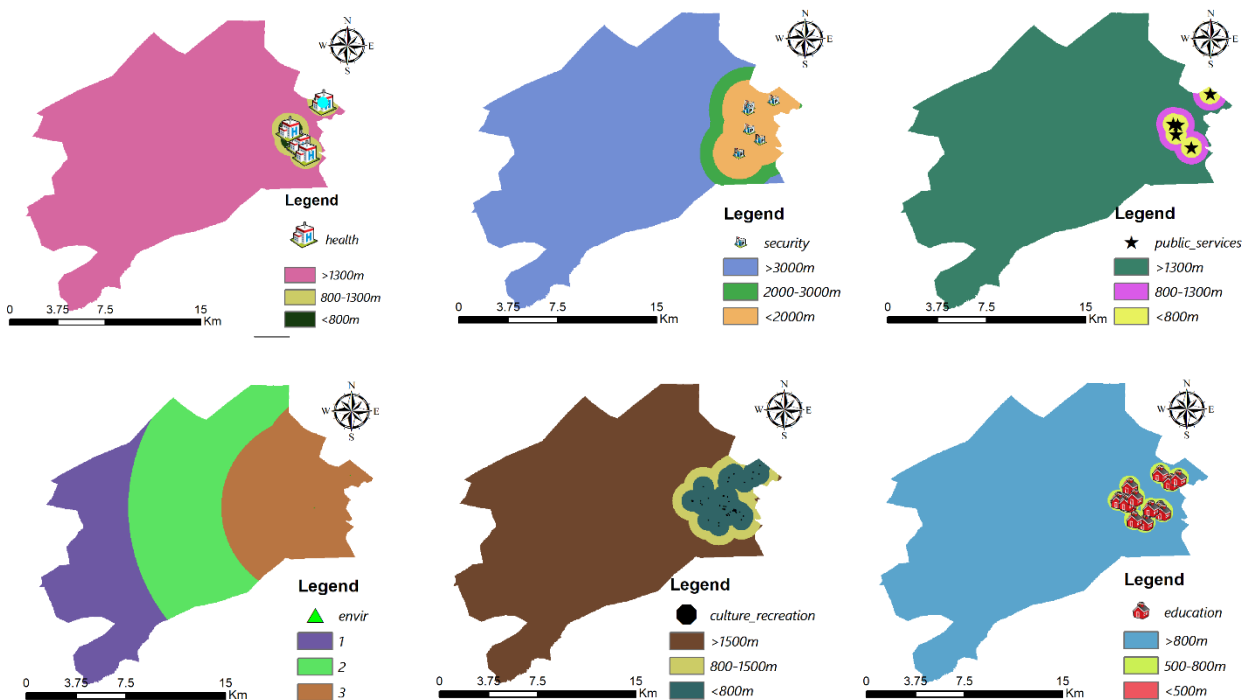 N
W E
S
Legend
health
>1300m
800-1300m
<800m
0 3.75 7.5 15
Km
N
W E
S
Legend
security
>3000m
2000-3000m
<2000m
0 3.75 7.5 15
Km
N
W E
S
Legend
public_services
>1300m
800-1300m
<800m
0 3.75 7.5 15
Km
N
W E
S
Legend
envir
1
2
3
0 3.75 7.5 15
Km
N
W E
S
Legend
culture_recreation
>1500m
800-1500m
<800m
0 3.75 7.5 15
Km
N
W E
S
Legend
education
>800m
500-800m
<500m
0 3.75 7.5 15
Km